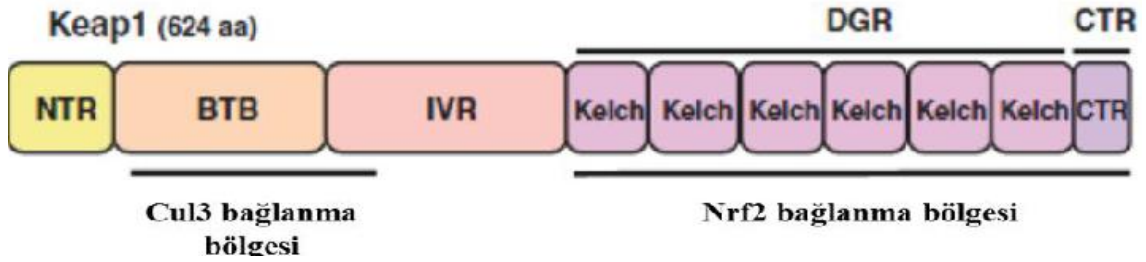 Keap1 (624 aa)
DGR CTR
NTR BTB IVR Kelch Kelch Kelch Kelch Kelch Kelch CTR
Cul3 bağlanma
bölgesi
Nrf2 bağlanma bölgesi